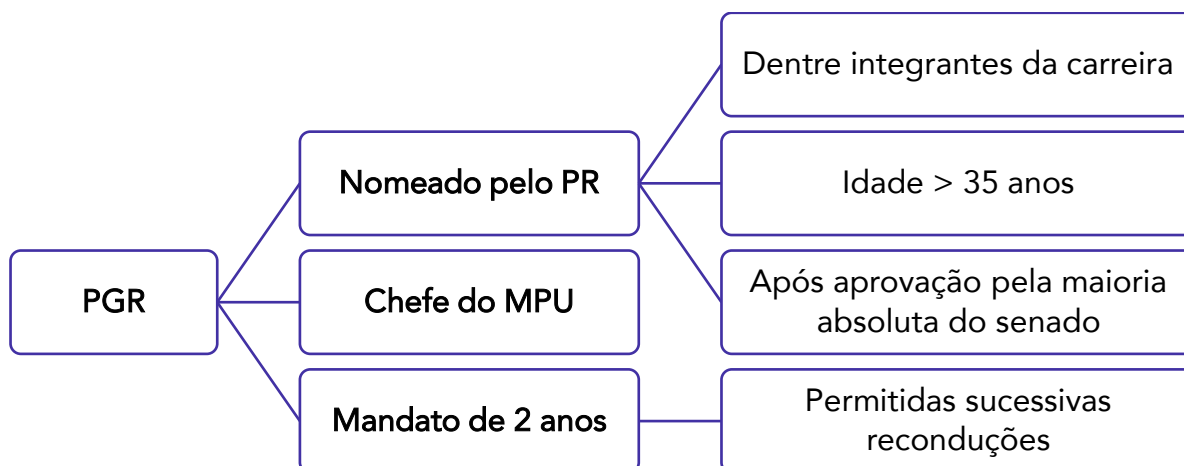 PGR
Nomeado pelo PR
Dentre integrantes da carreira
Idade > 35 anos
Após aprovação pela maioria
absoluta do senado
Chefe do MPU
Mandato de 2 anos
Permitidas sucessivas
reconduções